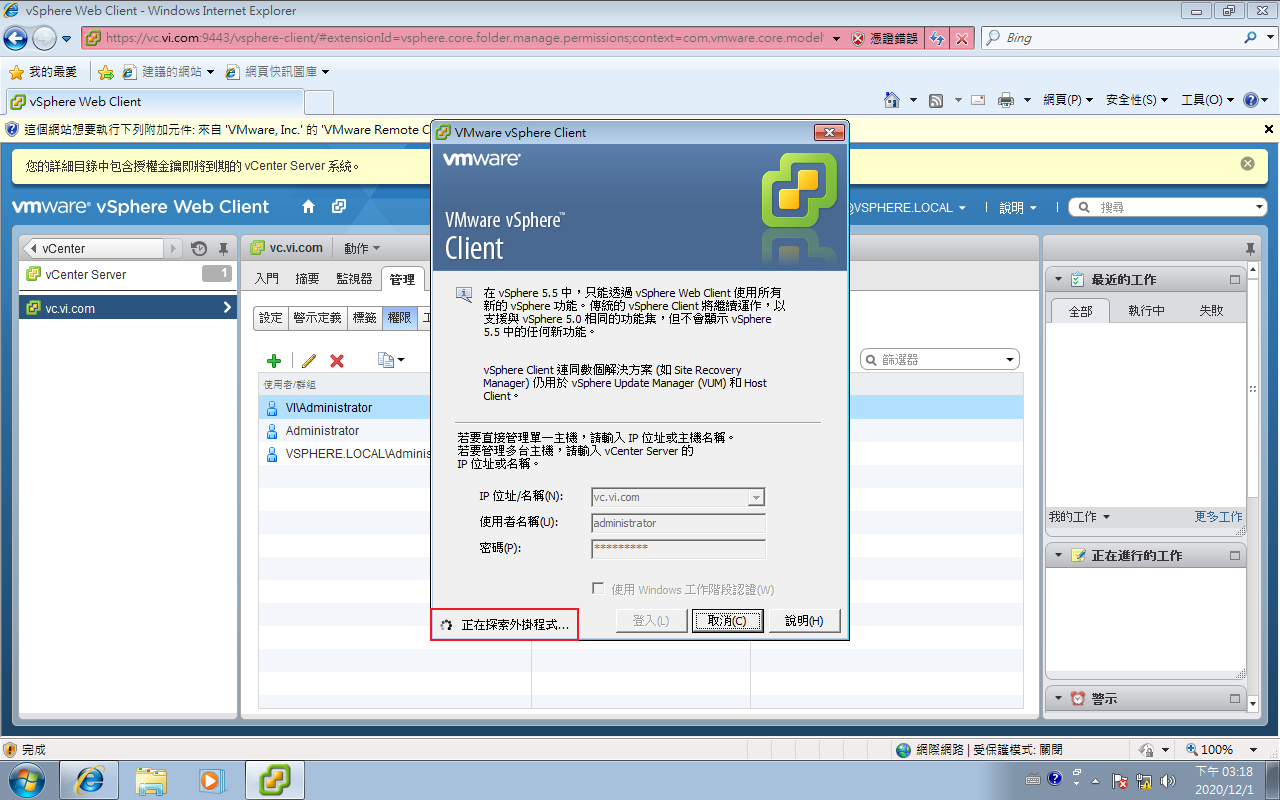 vSphere Web Client - Windows Internet Explorer
https://vc.vi.com:9443/vsphere-client/#extensionId=vsphere.core.folder.manage.permissions;context=com.vmware.core.model
憑證錯誤
Bing
我的最愛
建議的網站
網頁快訊圖庫
vSphere Web Client
網頁(P)
安全性(S)
工具(O)
這個網站想要執行下列附加元件: 來自 'VMware, Inc.' 的 'VMware Remote C
您的詳細目錄中包含授權金鑰即將到期的 vCenter Server 系統。
vmware vSphere Web Client
@VSPHERE.LOCAL
說明
搜尋
vCenter
vCenter Server
1
vc.vi.com
vc.vi.com
動作
入門
摘要
監視器
管理
設定
警示定義
標籤
權限
篩選器
使用者/群組
VI\Administrator
Administrator
VSPHERE.LOCAL\Adminis
VMware vSphere Client
vmware
VMware vSphere™
Client
在 vSphere 5.5 中，只能透過 vSphere Web Client 使用所有
新的 vSphere 功能。傳統的 vSphere Client 將繼續運作，以
支援與 vSphere 5.0 相同的功能集，但不會顯示 vSphere
5.5 中的任何新功能。
vSphere Client 連同數個解決方案 (如 Site Recovery
Manager) 仍用於 vSphere Update Manager (VUM) 和 Host
Client。
若要直接管理單一主機，請輸入 IP 位址或主機名稱。
若要管理多台主機，請輸入 vCenter Server 的
IP 位址或名稱。
IP 位址/名稱(N):
vc.vi.com
使用者名稱(U):
administrator
密碼(P):
*********
使用 Windows 工作階段認證(W)
正在探索外掛程式...
登入(L)
取消(C)
說明(H)
最近的工作
全部
執行中
失敗
我的工作
更多工作
正在進行的工作
警示
完成
網際網路 | 受保護模式: 關閉
100%
下午 03:18
2020/12/1